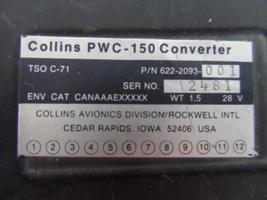 Collins PWC-150 Converter
TSO C-71 P/N 622-2093-001
SER NO. 2481
ENV CAT CANAAAEXXXXX WT 1.5 28 V
COLLINS AVIONICS DIVISION/ROCKWELL INTL.
CEDAR RAPIDS, IOWA 52406, USA
1 2 3 4 5 6 7 8 9 10 11 12